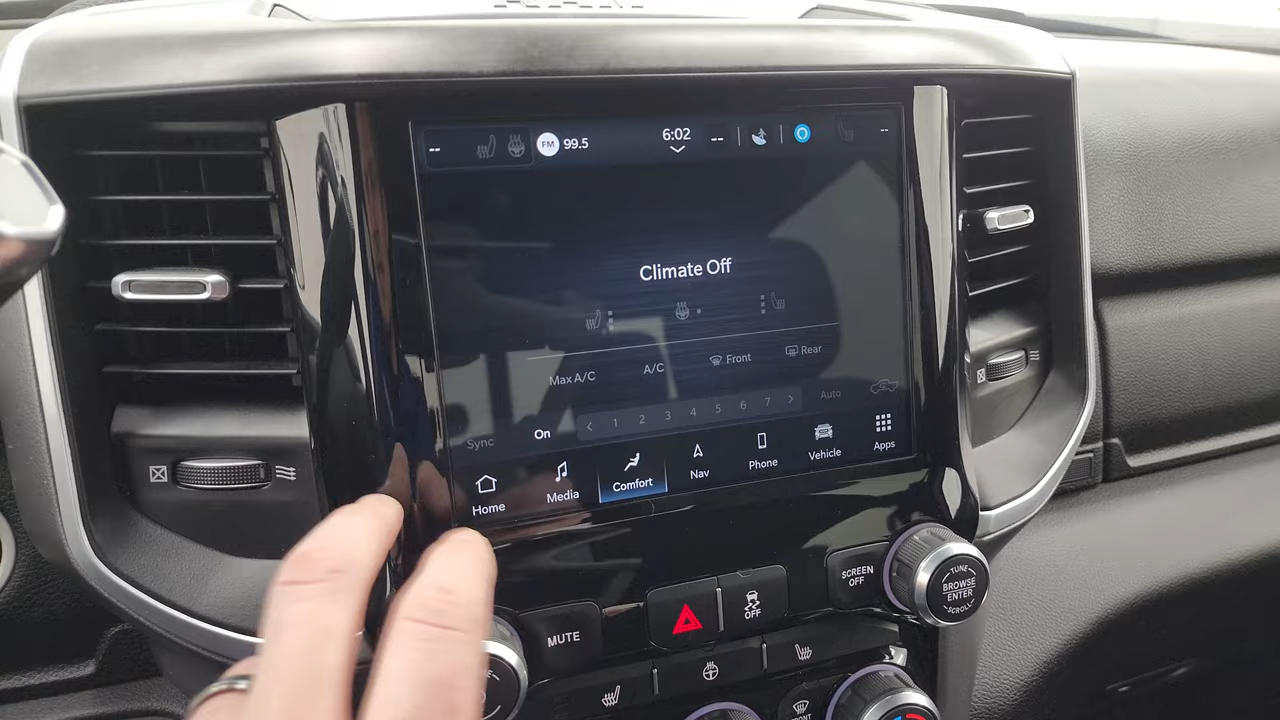 -- FM 99.5 6:02 -- --
Climate Off
Max A/C A/C Front Rear
Sync On 1 2 3 4 5 6 7 Auto
Home Media Comfort Nav Phone Vehicle Apps
SCREEN
OFF
TUNE
BROWSE
ENTER
SCROLL
MUTE
OFF
FRONT